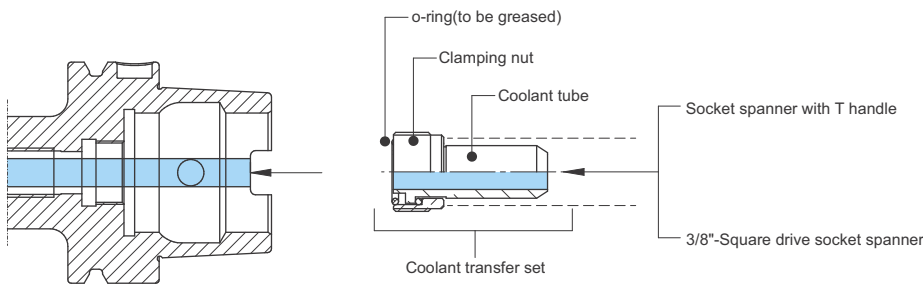 o-ring(to be greased)
Clamping nut
Coolant tube
Socket spanner with T handle
3/8"-Square drive socket spanner
Coolant transfer set